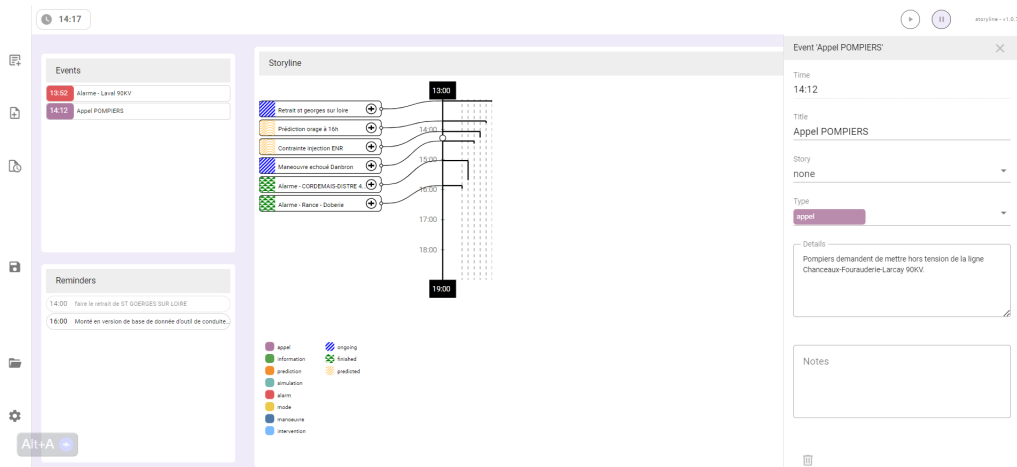 14:17
storyline - v1.0.
Events
13:52 Alarme - Laval 90KV
14:12 Appel POMPIERS
Reminders
14:00 faire le retrait de ST GOERGES SUR LOIRE
16:00 Monté en version de base de donnée d'outil de conduite...
Storyline
13:00
14:00
15:00
16:00
17:00
18:00
19:00
Retrait st georges sur loire
Prédiction orage à 16h
Contrainte injection ENR
Manoeuvre echoué Danbron
Alarme - CORDEMAIS-DISTRE 4.
Alarme - Rance - Doberie
appel
information
prediction
simulation
alarm
mode
manoeuvre
intervention
ongoing
finished
predicted
Event 'Appel POMPIERS'
Time
14:12
Title
Appel POMPIERS
Story
none
Type
appel
Details
Pompiers demandent de mettre hors tension de la ligne
Chanceaux-Fourauderie-Larcay 90KV.
Notes
Alt+A